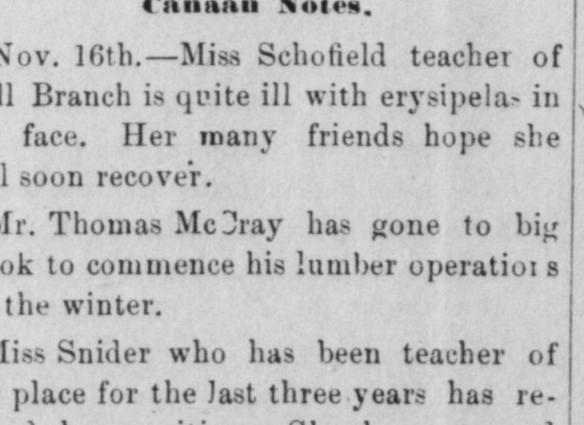 Canaan Notes.
Nov. 16th.—Miss Schofield teacher of
ll Branch is quite ill with erysipelas in
face. Her many friends hope she
l soon recover.
Mr. Thomas McCray has gone to big
ok to commence his lumber operations
the winter.
Miss Snider who has been teacher of
place for the last three years has re-